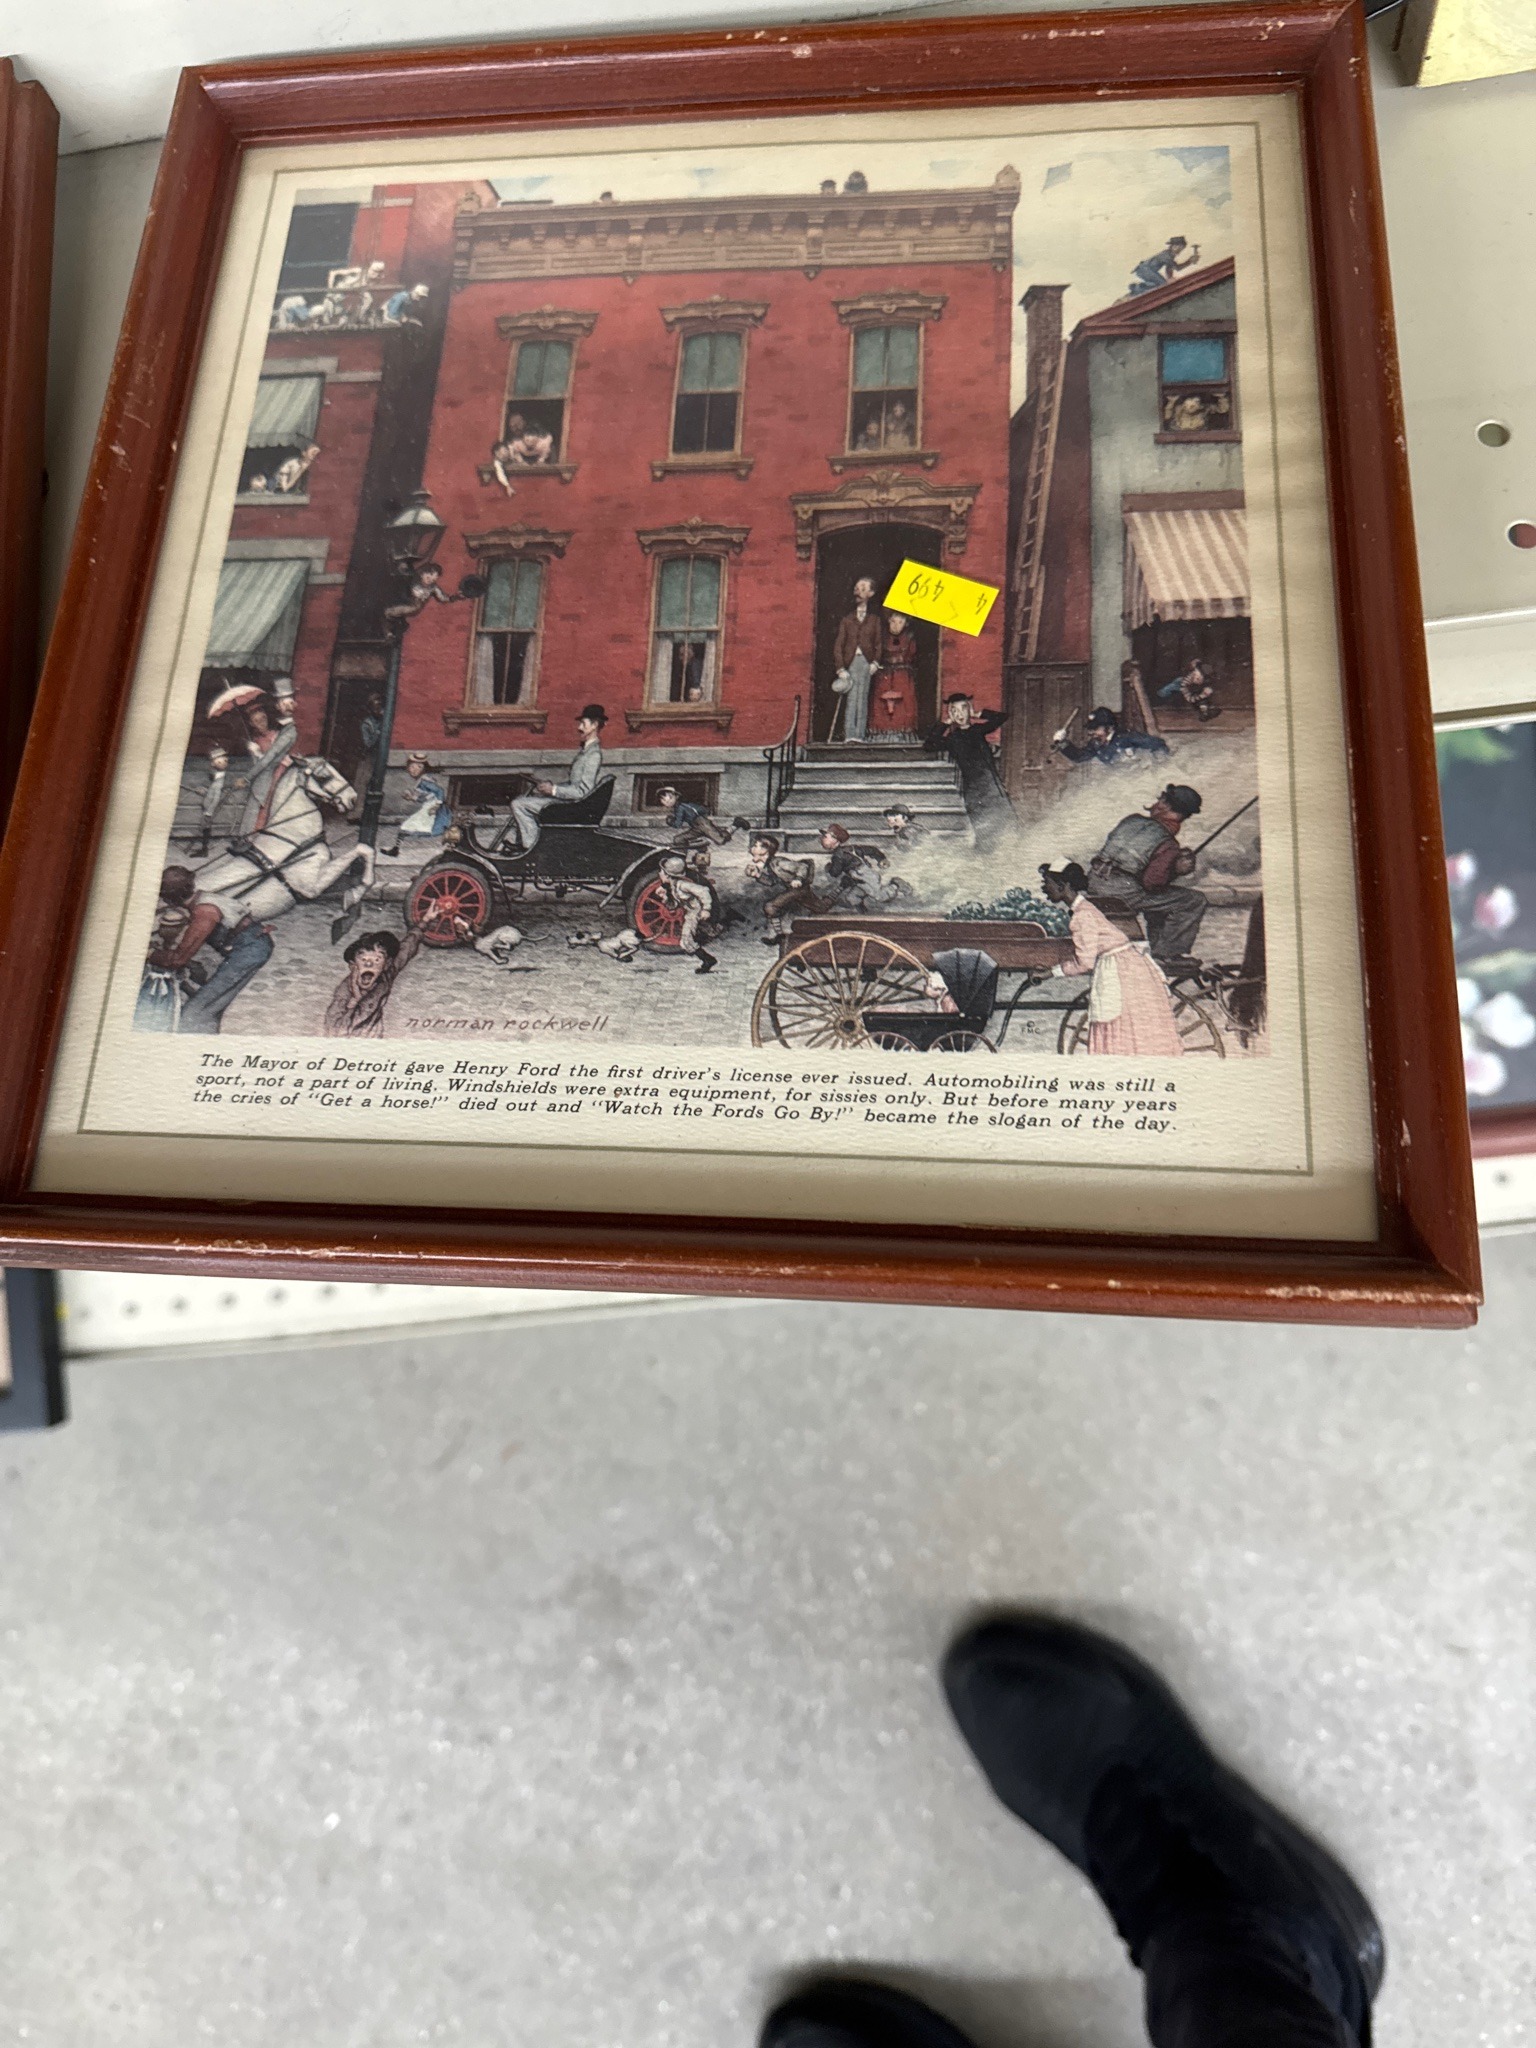 4 499
norman rockwell
FMC
The Mayor of Detroit gave Henry Ford the first driver's license ever issued. Automobiling was still a
sport, not a part of living. Windshields were extra equipment, for sissies only. But before many years
the cries of "Get a horse!" died out and "Watch the Fords Go By!" became the slogan of the day.